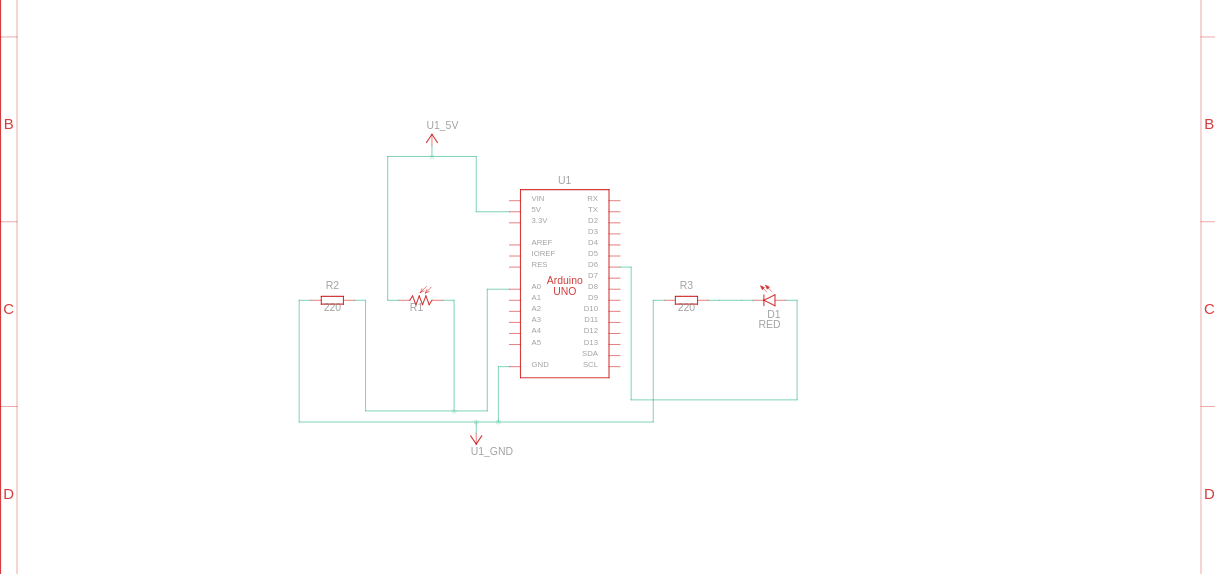 B
B
C
C
D
D
U1_5V
U1
VIN
5V
3.3V
AREF
IOREF
RES
A0
A1
A2
A3
A4
A5
GND
RX
TX
D2
D3
D4
D5
D6
D7
D8
D9
D10
D11
D12
D13
SDA
SCL
Arduino
UNO
R2
220
R1
R3
220
D1
RED
U1_GND